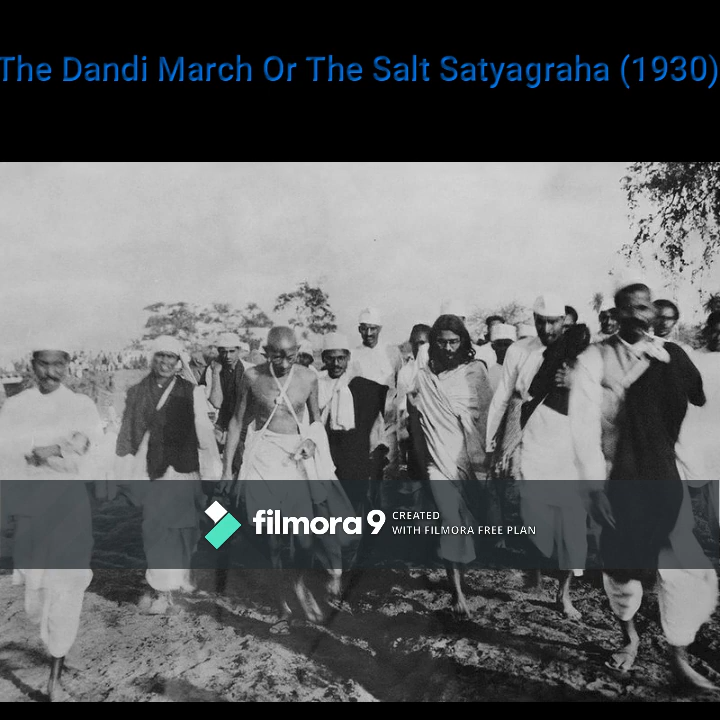 The Dandi March Or The Salt Satyagraha (1930)
filmora 9
CREATED
WITH FILMORA FREE PLAN